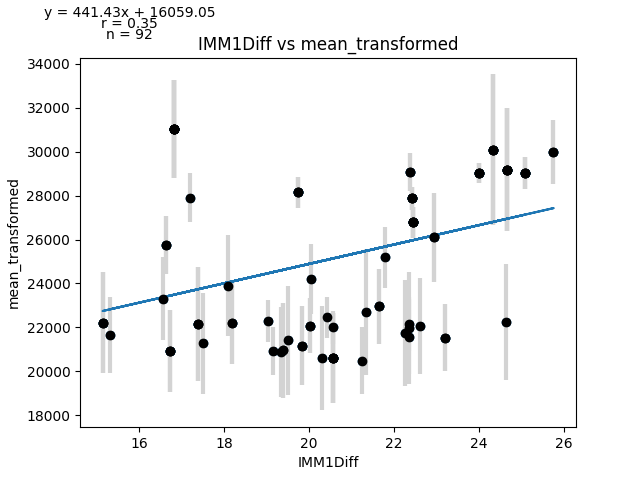 y = 441.43x + 16059.05
r = 0.35
n = 92
IMM1Diff vs mean_transformed
34000
32000
30000
28000
26000
24000
22000
20000
18000
mean_transformed
16 18 20 22 24 26
IMM1Diff